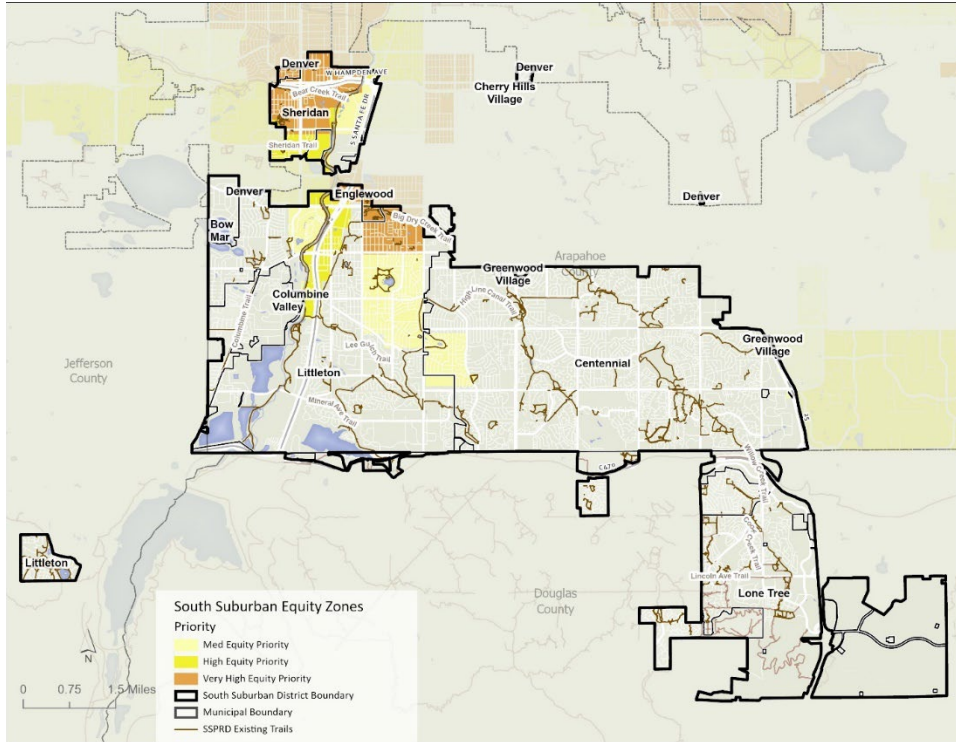 Denver
W HAMPDEN AVE
Bear Creek Trail
Sheridan
S SANTA FE DR
Sheridan Trail
Denver
Cherry Hills
Village
Denver
Denver
Englewood
Bow
Mar
Big Dry Creek Trail
Greenwood
Village
Arapahoe
County
High Line Canal Trail
Columbine
Valley
Columbine Trail
Greenwood
Village
Jefferson
County
Lee Gulch Trail
Littleton
Centennial
Mineral Ave Trail
C470
Willow Creek Trail
Cook Creek Trail
Lincoln Ave Trail
Lone Tree
Littleton
Douglas
County
N
0 0.75 1.5 Miles
South Suburban Equity Zones
Priority
Med Equity Priority
High Equity Priority
Very High Equity Priority
South Suburban District Boundary
Municipal Boundary
SSPRD Existing Trails